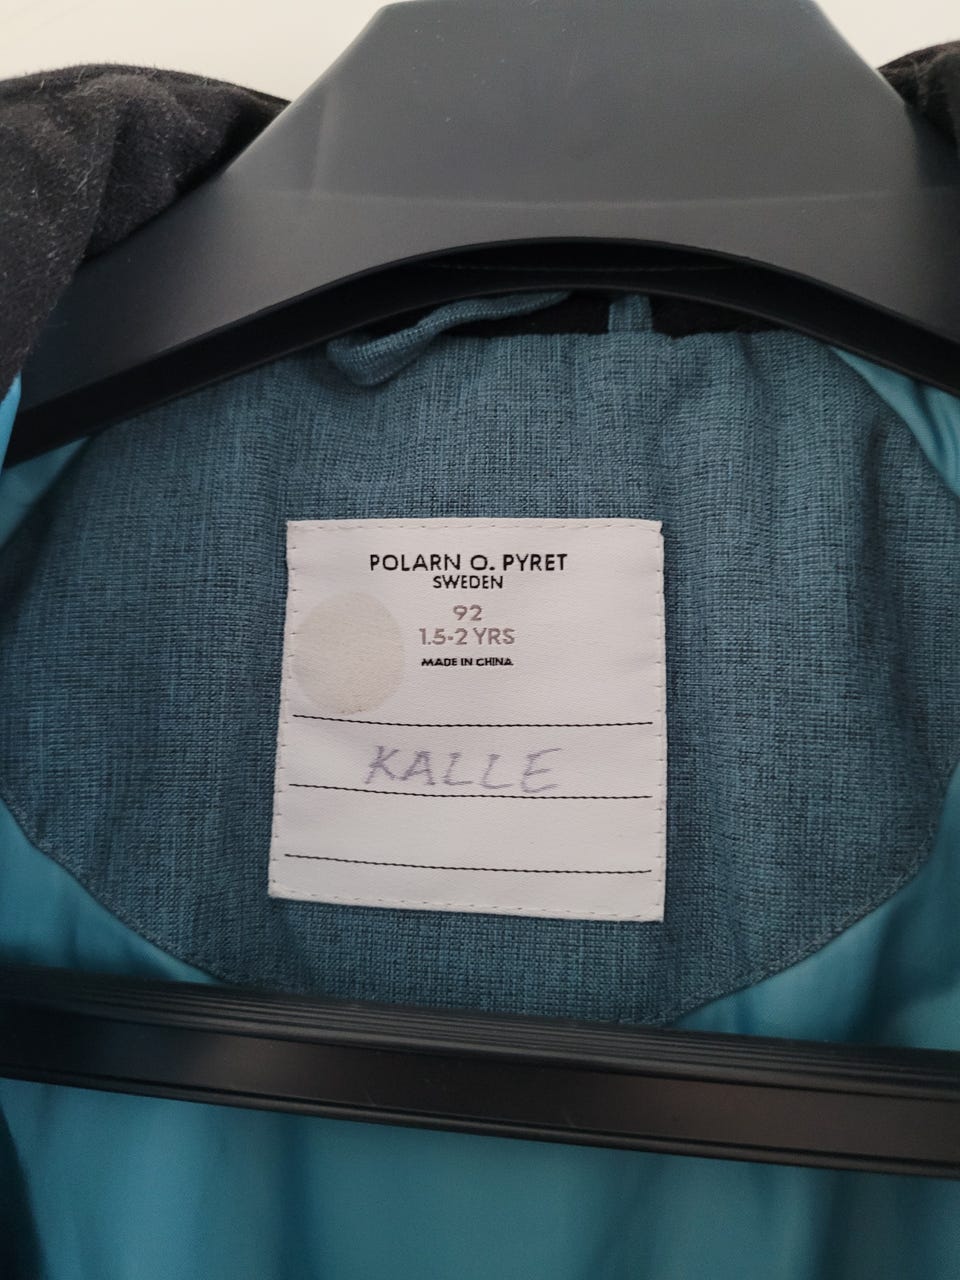 POLARN O. PYRET
SWEDEN
92
1.5-2 YRS
MADE IN CHINA
KALLE